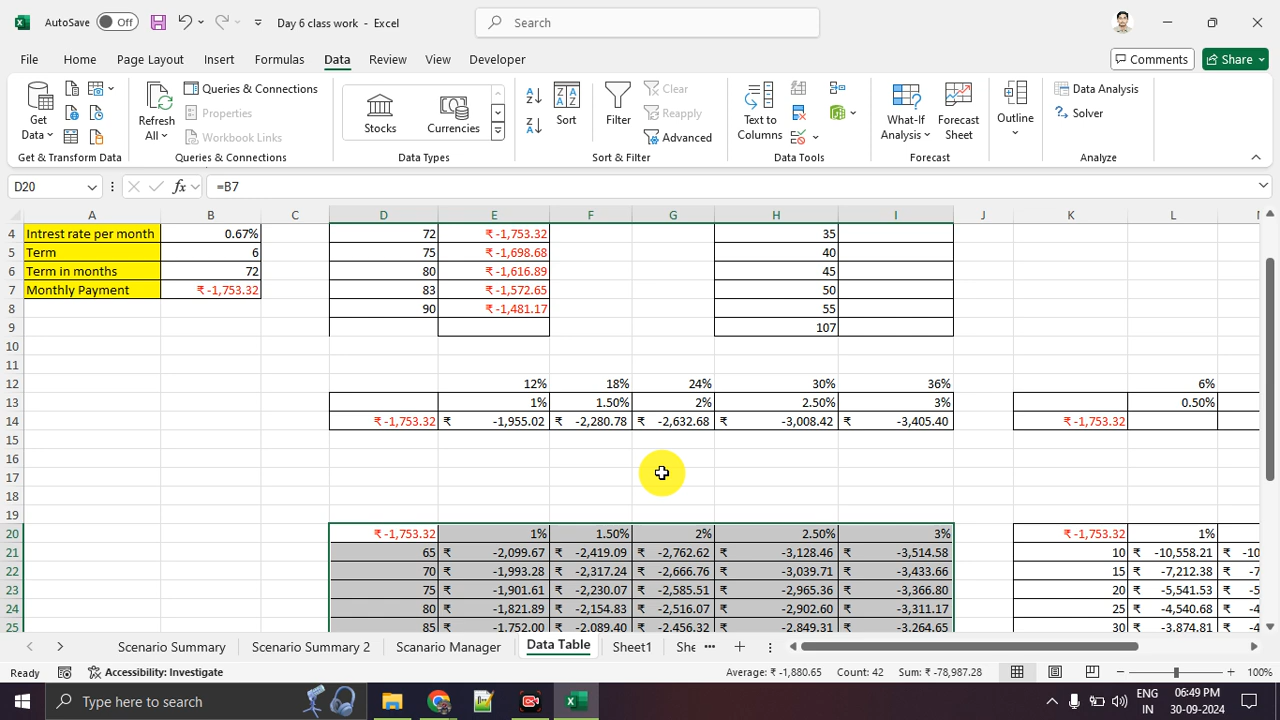 AutoSave Off Day 6 class work - Excel Search
File Home Page Layout Insert Formulas Data Review View Developer Comments Share
Get Data
Refresh All
Queries & Connections
Properties
Workbook Links
Stocks Currencies
Sort Filter
Clear
Reapply
Advanced
Text to Columns
What-If Analysis
Forecast Sheet
Outline
Data Analysis
Solver
Get & Transform Data Queries & Connections Data Types Sort & Filter Data Tools Forecast Analyze
D20 fx =B7
A B C D E F G H I J K L
4 Intrest rate per month 0.67% 72 ₹ -1,753.32 35
5 Term 6 75 ₹ -1,698.68 40
6 Term in months 72 80 ₹ -1,616.89 45
7 Monthly Payment ₹ -1,753.32 83 ₹ -1,572.65 50
8 90 ₹ -1,481.17 55
9 107
10
11
12 12% 18% 24% 30% 36% 6%
13 1% 1.50% 2% 2.50% 3% 0.50%
14 ₹ -1,753.32 ₹ -1,955.02 ₹ -2,280.78 ₹ -2,632.68 ₹ -3,008.42 ₹ -3,405.40 ₹ -1,753.32
15
16
17
18
19
20 ₹ -1,753.32 1% 1.50% 2% 2.50% 3% ₹ -1,753.32 1%
21 65 ₹ -2,099.67 ₹ -2,419.09 ₹ -2,762.62 ₹ -3,128.46 ₹ -3,514.58 10 ₹ -10,558.21 ₹ -10
22 70 ₹ -1,993.28 ₹ -2,317.24 ₹ -2,666.76 ₹ -3,039.71 ₹ -3,433.66 15 ₹ -7,212.38 ₹ -7
23 75 ₹ -1,901.61 ₹ -2,230.07 ₹ -2,585.51 ₹ -2,965.36 ₹ -3,366.80 20 ₹ -5,541.53 ₹ -5
24 80 ₹ -1,821.89 ₹ -2,154.83 ₹ -2,516.07 ₹ -2,902.60 ₹ -3,311.17 25 ₹ -4,540.68 ₹ -4
25 85 ₹ -1,752.00 ₹ -2,089.40 ₹ -2,456.32 ₹ -2,849.31 ₹ -3,264.65 30 ₹ -3,874.81 ₹ -4
Scenario Summary Scenario Summary 2 Scanario Manager Data Table Sheet1 She ...
Ready Accessibility: Investigate Average: ₹ -1,880.65 Count: 42 Sum: ₹ -78,987.28 100%
Type here to search ENG IN 06:49 PM 30-09-2024